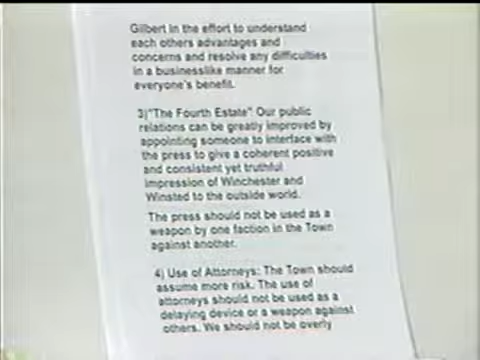 Gilbert in the effort to understand
each others advantages and
concerns and resolve any difficulties
in a businesslike manner for
everyone's benefit.
3)"The Fourth Estate". Our public
relations can be greatly improved by
appointing someone to interface with
the press to give a coherent positive
and consistent yet truthful
impression of Winchester and
Winsted to the outside world.
The press should not be used as a
weapon by one faction in the Town
against another.
4) Use of Attorneys: The Town should
assume more risk. The use of
attorneys should not be used as a
delaying device or a weapon against
others. We should not be overly